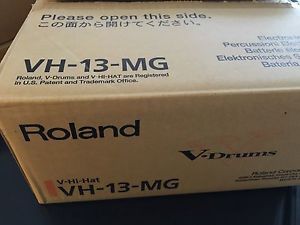 Please open this side.
この面から開けてください。
VH-13-MG
Roland, V-Drums and V-HI-HAT are Registered
in U.S. Patent and Trademark Office.
Electronic
Percussion
Batterie
Elektronisches
Bateria
Roland
V-Drums
V-Hi-Hat
VH-13-MG
Roland